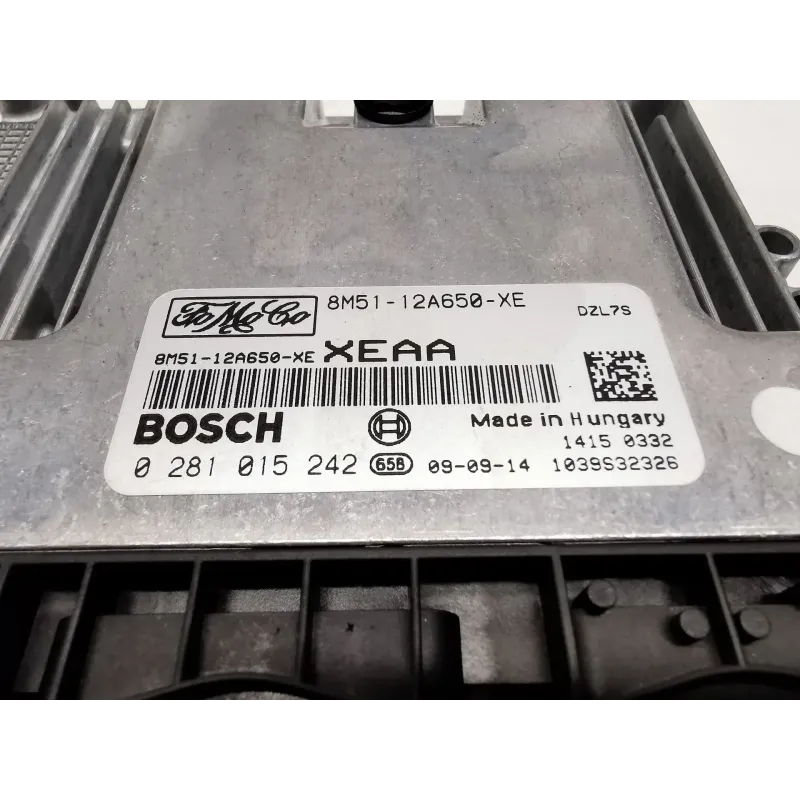 FoMoCo 8M51-12A650-XE DZL7S
8M51-12A650-XE XEAA
BOSCH Made in Hungary
1415 0332
0 281 015 242 658 09-09-14 1039S32326